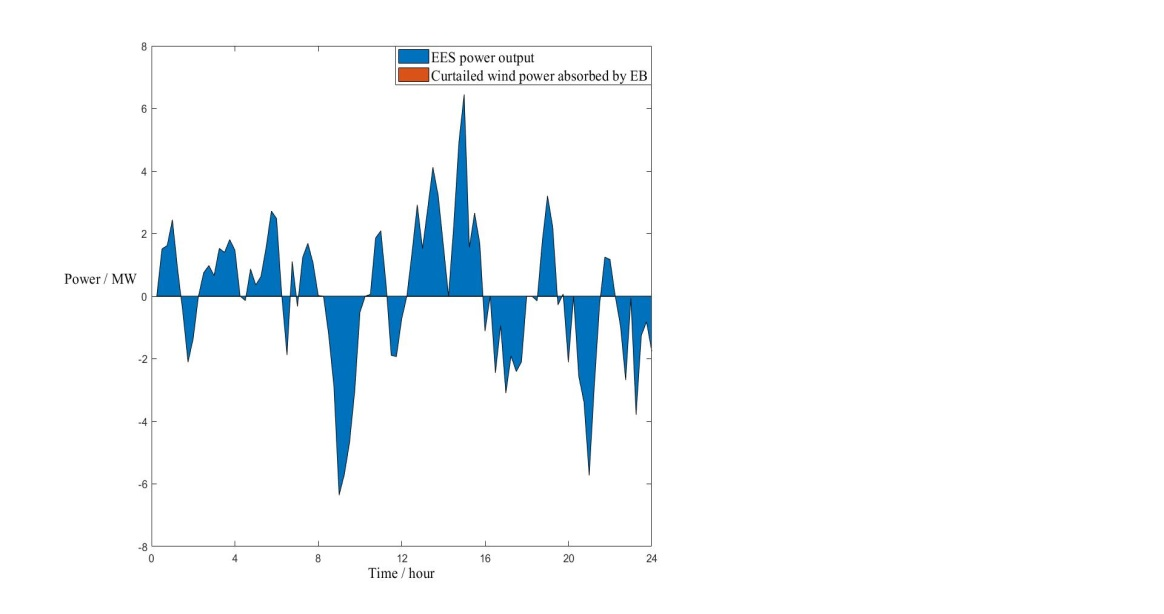 8
EES power output
Curtailed wind power absorbed by EB
6
4
2
Power / MW
0
-2
-4
-6
-8
0 4 8 12 16 20 24
Time / hour